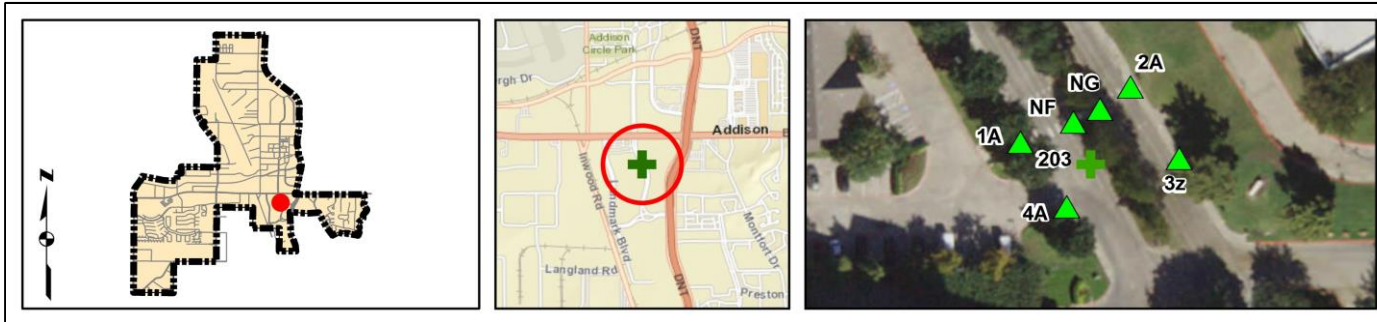 Z
Addison
Circle Park
DNT
rgh Dr
Addison
Inwood Rd
ndmark Blvd
Montfort Dr
Langland Rd
DNT
Preston
2A
NG
NF
1A
203
3z
4A